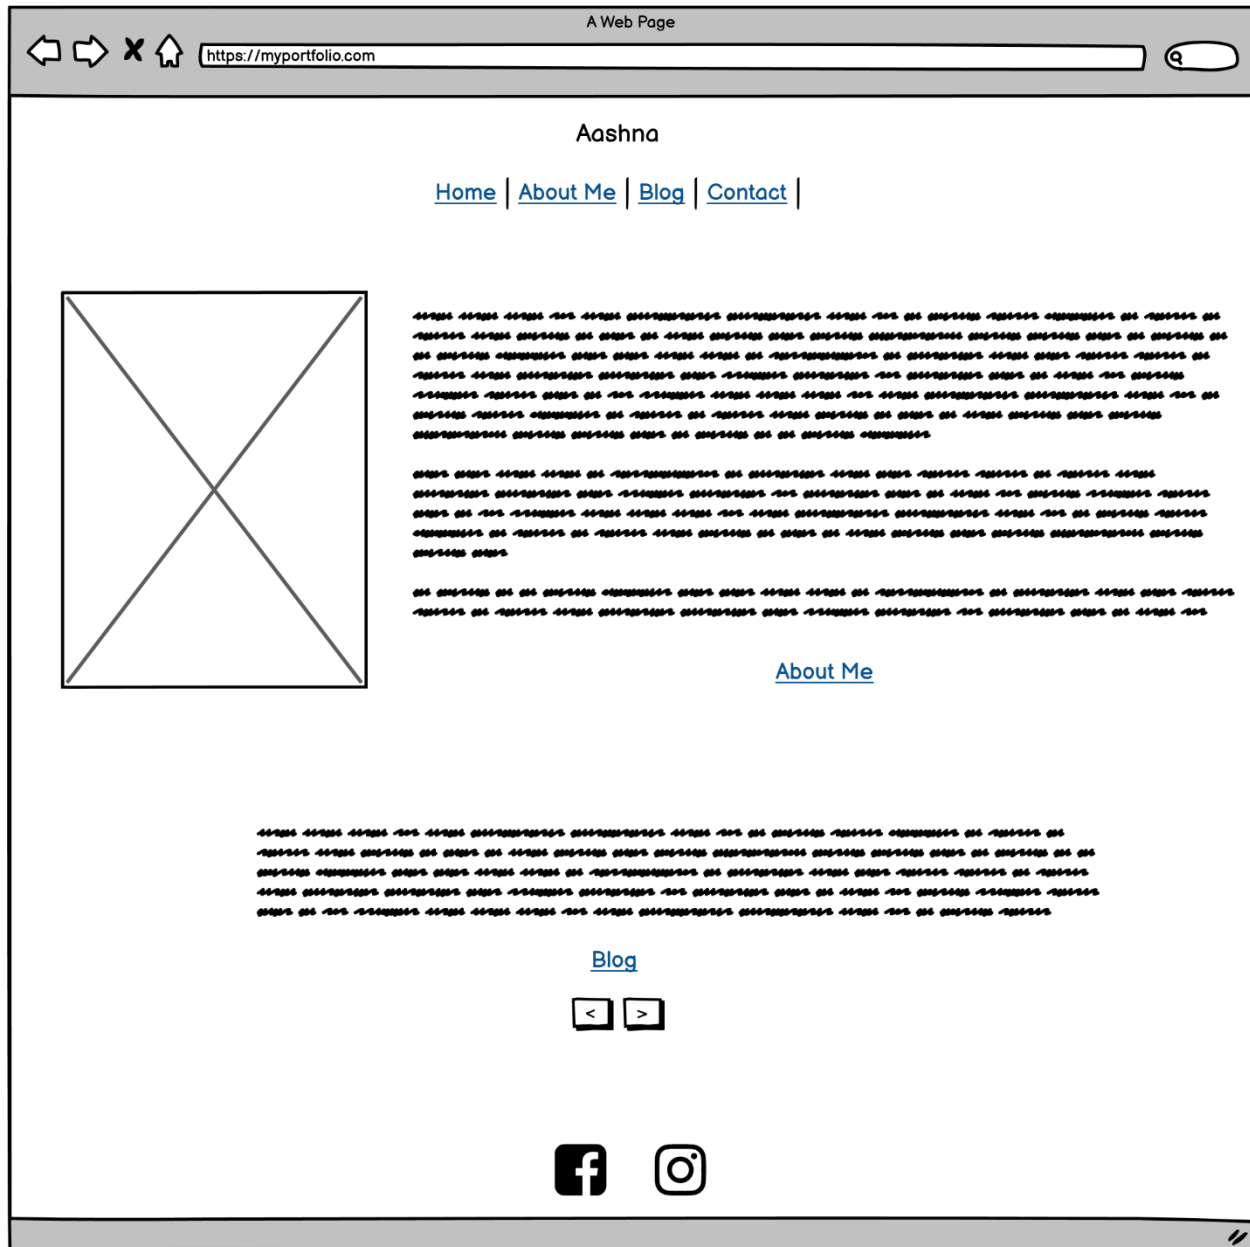 A Web Page
https://myportfolio.com
Aashna
Home | About Me | Blog | Contact |
About Me
Blog
< >